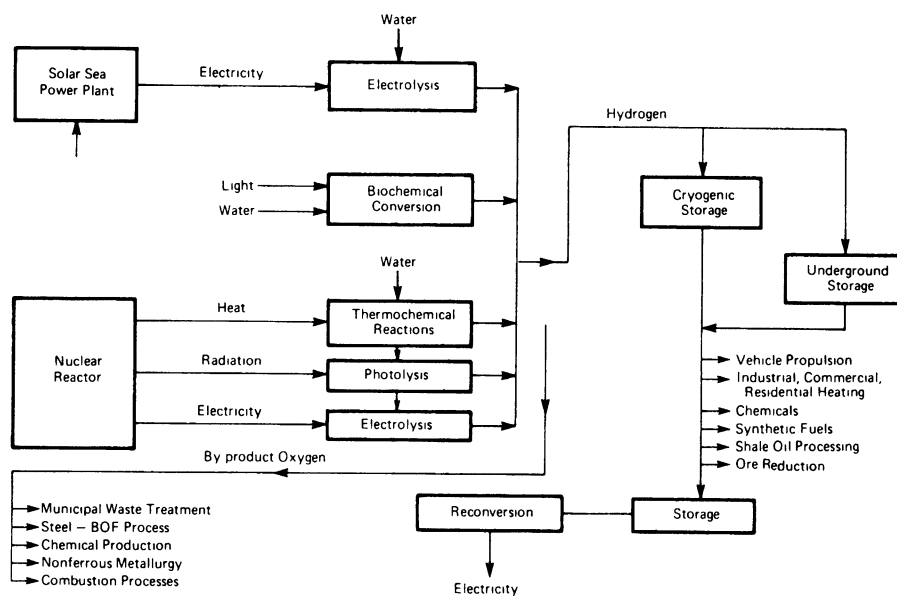 Water
Solar Sea
Power Plant
Electricity
Electrolysis
Hydrogen
Light
Water
Biochemical
Conversion
Cryogenic
Storage
Underground
Storage
Water
Nuclear
Reactor
Heat
Thermochemical
Reactions
Radiation
Photolysis
Electricity
Electrolysis
Vehicle Propulsion
Industrial, Commercial,
Residential Heating
Chemicals
Synthetic Fuels
Shale Oil Processing
Ore Reduction
By product Oxygen
Municipal Waste Treatment
Steel – BOF Process
Chemical Production
Nonferrous Metallurgy
Combustion Processes
Reconversion
Storage
Electricity